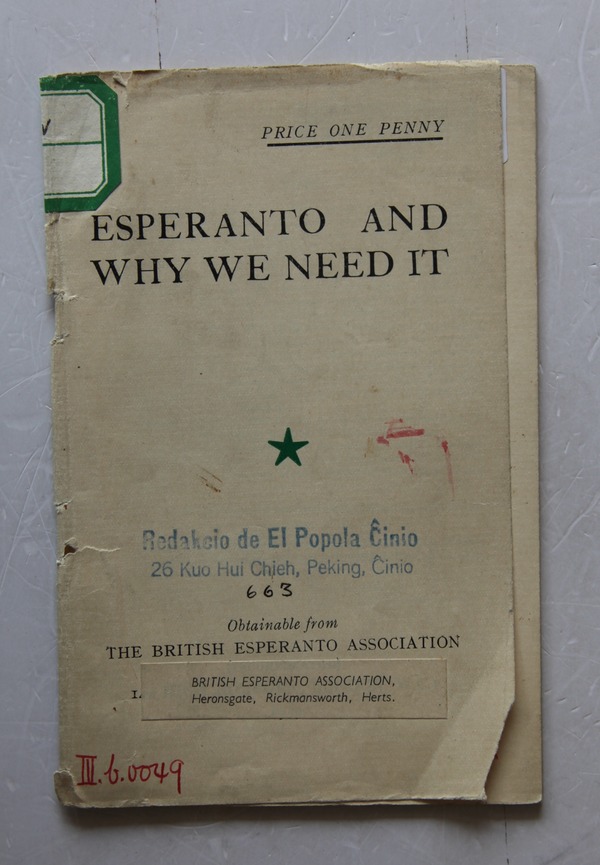 PRICE ONE PENNY
ESPERANTO AND
WHY WE NEED IT
Redakcio de El Popola Ĉinio
26 Kuo Hui Chieh, Peking, Ĉinio
663
Obtainable from
THE BRITISH ESPERANTO ASSOCIATION
BRITISH ESPERANTO ASSOCIATION,
Heronsgate, Rickmansworth, Herts.
III.b.0049